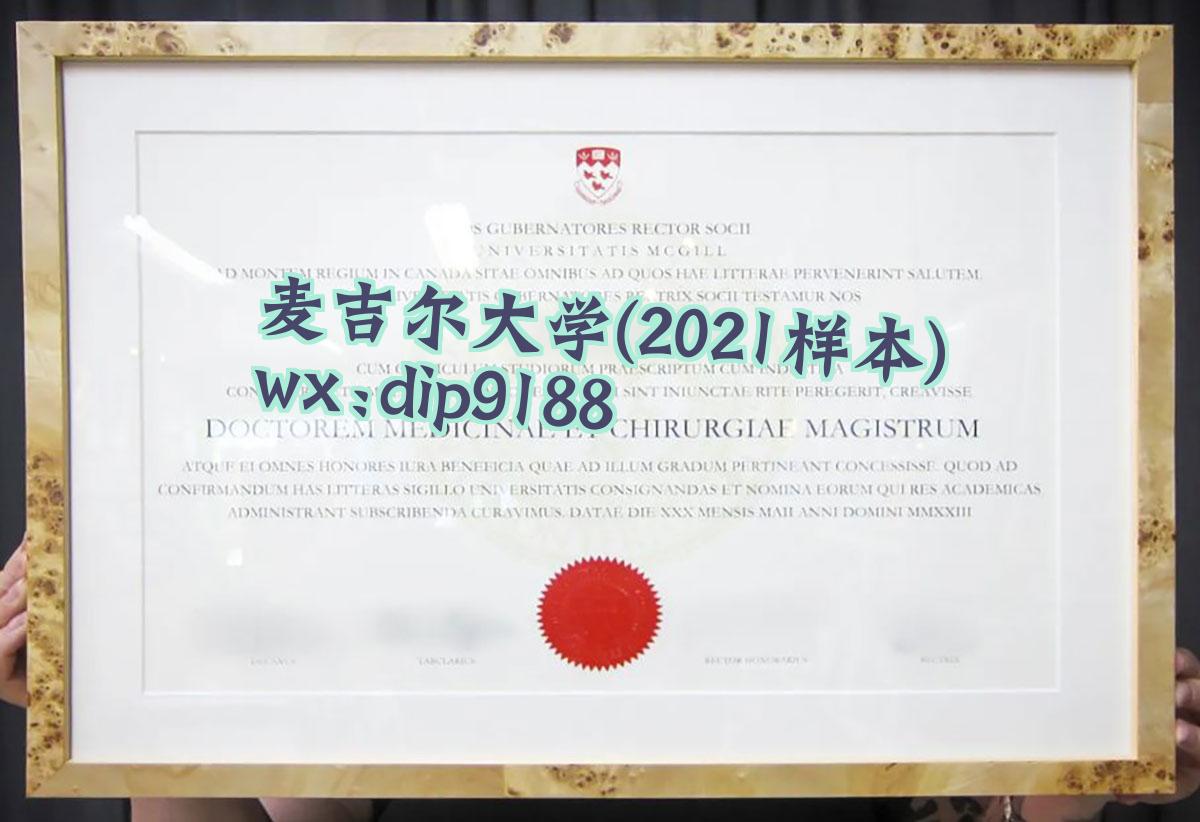 GUBERNATORES RECTOR SOCII
UNIVERSITATIS MCGILL
AD MONTEM REGIUM IN CANADA SITAE OMNIBUS AD QUOS HAE LITTERAE PERVENERINT SALUTEM.
SOCII TESTAMUR NOS
麦吉尔大学(2021样本)
CUM STUDIORUM PRAESCRIPTUM CUM
SINT INIUNCTAE RITE PEREGERIT, CREAVISSE
wx:dip9188
DOCTOREM MEDICINAE ET CHIRURGIAE MAGISTRUM
ATQUE EI OMNES HONORES IURA BENEFICIA QUAE AD ILLUM GRADUM PERTINEANT CONCESSISSE. QUOD AD
CONFIRMANDUM HAS LITTERAS SIGILLO UNIVERSITATIS CONSIGNANDAS ET NOMINA EORUM QUI RES ACADEMICAS
ADMINISTRANT SUBSCRIBENDA CURAVIMUS. DATAE DIE XXX MENSIS MAII ANNI DOMINI MMXXIII
RECTOR HONORARIUS